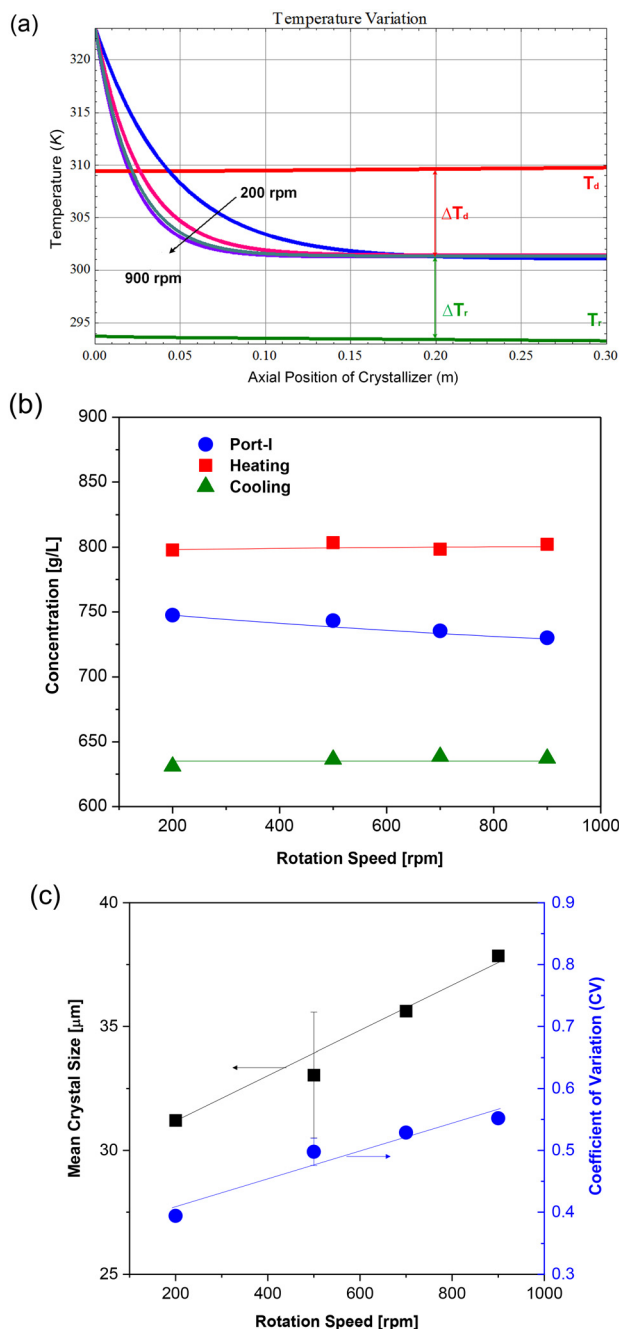 (a)
Temperature Variation
320
315
310
305
300
295
Temperature (K)
200 rpm
900 rpm
ΔTd
ΔTr
Td
Tr
0.00 0.05 0.10 0.15 0.20 0.25 0.30
Axial Position of Crystallizer (m)
(b)
900
850
800
750
700
650
600
Concentration [g/L]
Port-I
Heating
Cooling
200 400 600 800 1000
Rotation Speed [rpm]
(c)
40
35
30
25
Mean Crystal Size [μm]
0.9
0.8
0.7
0.6
0.5
0.4
0.3
Coefficient of Variation (CV)
200 400 600 800 1000
Rotation Speed [rpm]